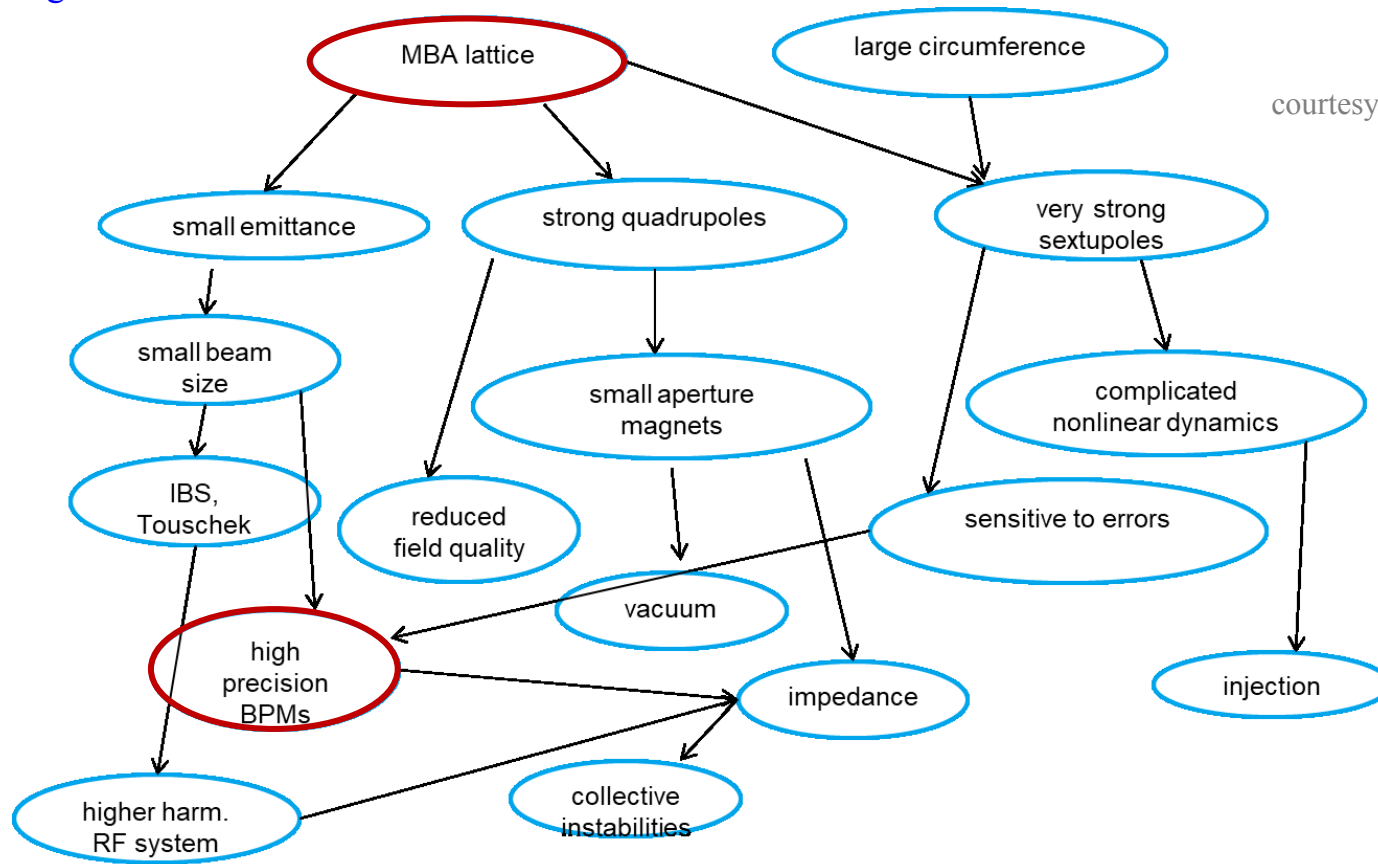 MBA lattice
large circumference
courtesy
small emittance
strong quadrupoles
very strong
sextupoles
small beam
size
small aperture
magnets
complicated
nonlinear dynamics
IBS,
Touschek
reduced
field quality
sensitive to errors
vacuum
high
precision
BPMs
impedance
injection
higher harm.
RF system
collective
instabilities